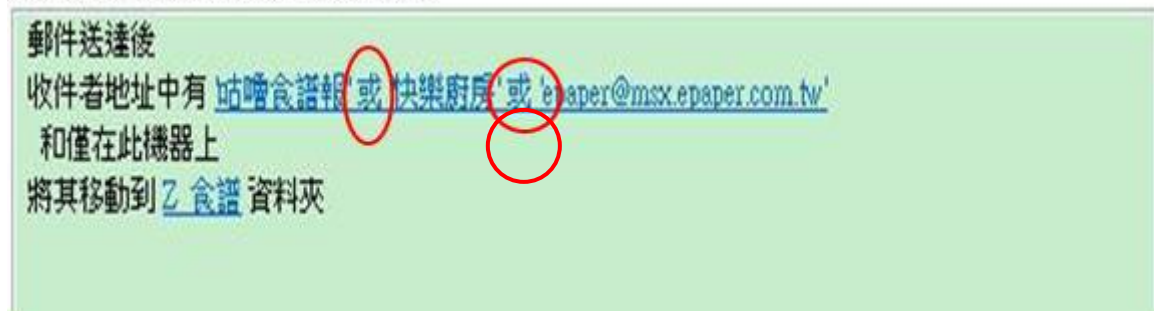 郵件送達後
收件者地址中有 '咕嚕食譜報' 或 '快樂廚房' 或 'epaper@msx.epaper.com.tw'
和僅在此機器上
將其移動到 Z_食譜 資料夾